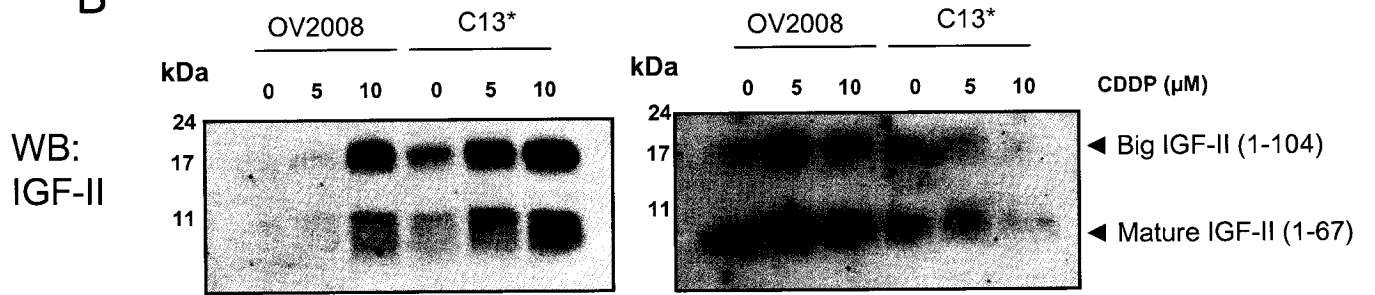 B
OV2008 C13* OV2008 C13*
kDa 0 5 10 0 5 10 kDa 0 5 10 0 5 10 CDDP (µM)
24 24
WB: 17 17 ◄ Big IGF-II (1-104)
IGF-II
11 11 ◄ Mature IGF-II (1-67)